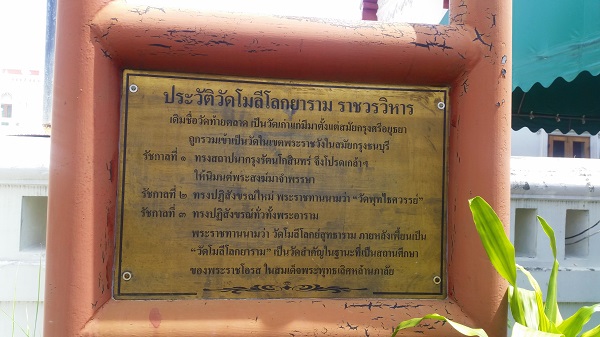 ประวัติวัดโมลีโลกยาราม ราชวรวิหาร
เดิมชื่อวัดท้ายตลาด เป็นวัดเก่าแก่มีมาตั้งแต่สมัยกรุงศรีอยุธยา
ถูกรวมเข้าเป็นวัดในเขตพระราชวังในสมัยกรุงธนบุรี
รัชกาลที่ ๑ ทรงสถาปนากรุงรัตนโกสินทร์ จึงโปรดเกล้าฯ
ให้นิมนต์พระสงฆ์มาจำพรรษา
รัชกาลที่ ๒ ทรงปฏิสังขรณ์ใหม่ พระราชทานนามว่า “วัดพุทไธศวรรย์”
รัชกาลที่ ๓ ทรงปฏิสังขรณ์ทั่วทั้งพระอาราม
พระราชทานนามว่า วัดโมลีโลกย์สุทธาราม ภายหลังเพี้ยนเป็น
“วัดโมลีโลกยาราม” เป็นวัดสำคัญในฐานะที่เป็นสถานศึกษา
ของพระราชโอรส ในสมเด็จพระพุทธเลิศหล้านภาลัย